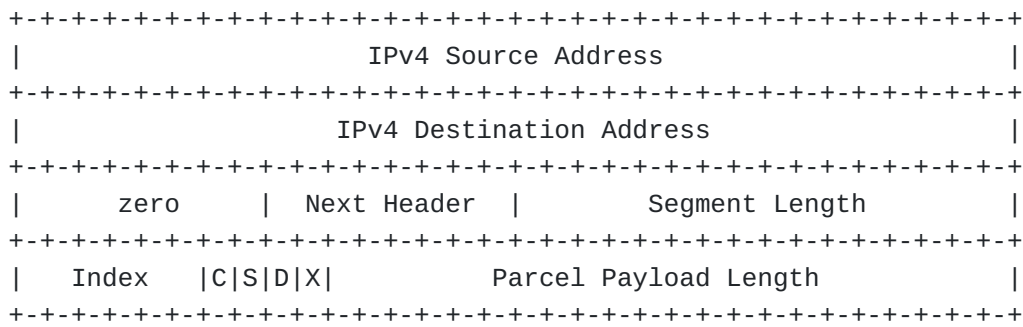 +-+-+-+-+-+-+-+-+-+-+-+-+-+-+-+-+-+-+-+-+-+-+-+-+-+-+-+-+-+-+-+-+
|                      IPv4 Source Address                      |
+-+-+-+-+-+-+-+-+-+-+-+-+-+-+-+-+-+-+-+-+-+-+-+-+-+-+-+-+-+-+-+-+
|                  IPv4 Destination Address                   |
+-+-+-+-+-+-+-+-+-+-+-+-+-+-+-+-+-+-+-+-+-+-+-+-+-+-+-+-+-+-+-+-+
|      zero     |  Next Header  |        Segment Length         |
+-+-+-+-+-+-+-+-+-+-+-+-+-+-+-+-+-+-+-+-+-+-+-+-+-+-+-+-+-+-+-+-+
|   Index   |C|S|D|X|          Parcel Payload Length            |
+-+-+-+-+-+-+-+-+-+-+-+-+-+-+-+-+-+-+-+-+-+-+-+-+-+-+-+-+-+-+-+-+